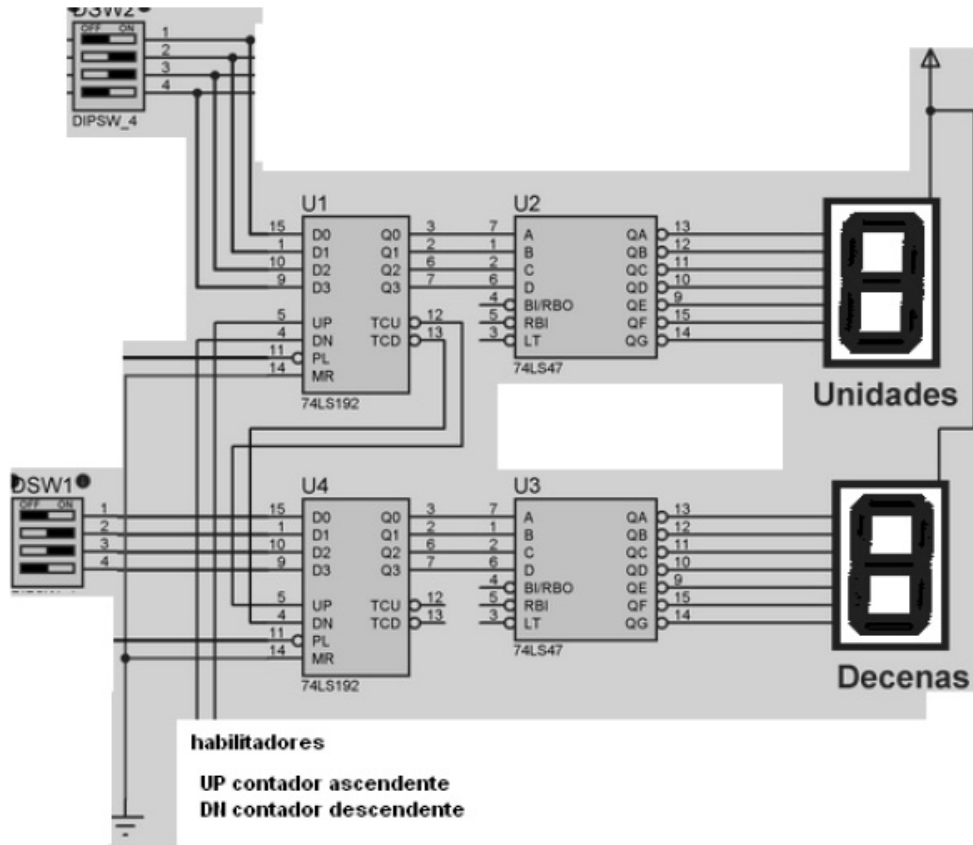 DSW2
OFF ON
1
2
3
4
DIPSW_4
U1
15 D0 Q0 3
1 D1 Q1 2
10 D2 Q2 6
9 D3 Q3 7
5 UP TCU 12
4 DN TCD 13
11 PL
14 MR
74LS192
U2
7 A QA 13
1 B QB 12
2 C QC 11
6 D QD 10
4 BI/RBO QE 9
5 RBI QF 15
3 LT QG 14
74LS47
Unidades
DSW1
OFF ON
1
2
3
4
U4
15 D0 Q0 3
1 D1 Q1 2
10 D2 Q2 6
9 D3 Q3 7
5 UP TCU 12
4 DN TCD 13
11 PL
14 MR
74LS192
U3
7 A QA 13
1 B QB 12
2 C QC 11
6 D QD 10
4 BI/RBO QE 9
5 RBI QF 15
3 LT QG 14
74LS47
Decenas
habilitadores
UP contador ascendente
DN contador descendente